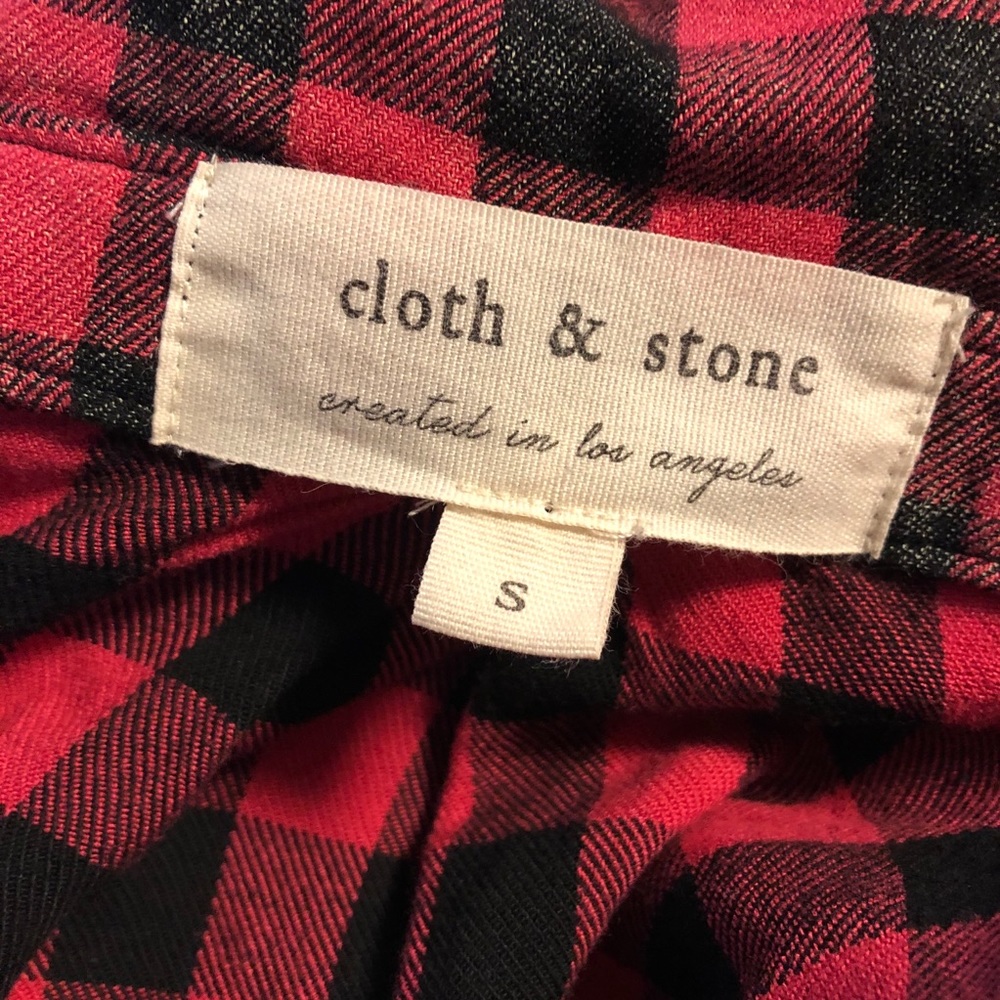 cloth & stone
created in los angeles
S